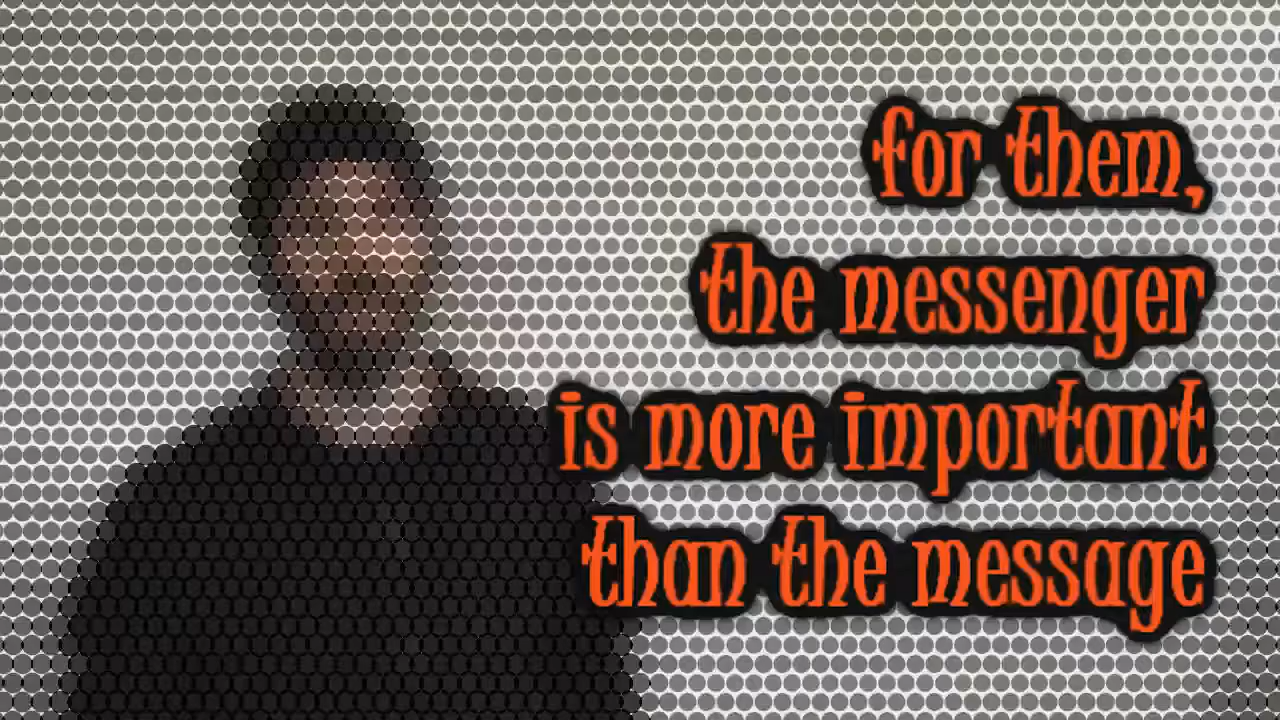 for them,
the messenger
is more important
than the message